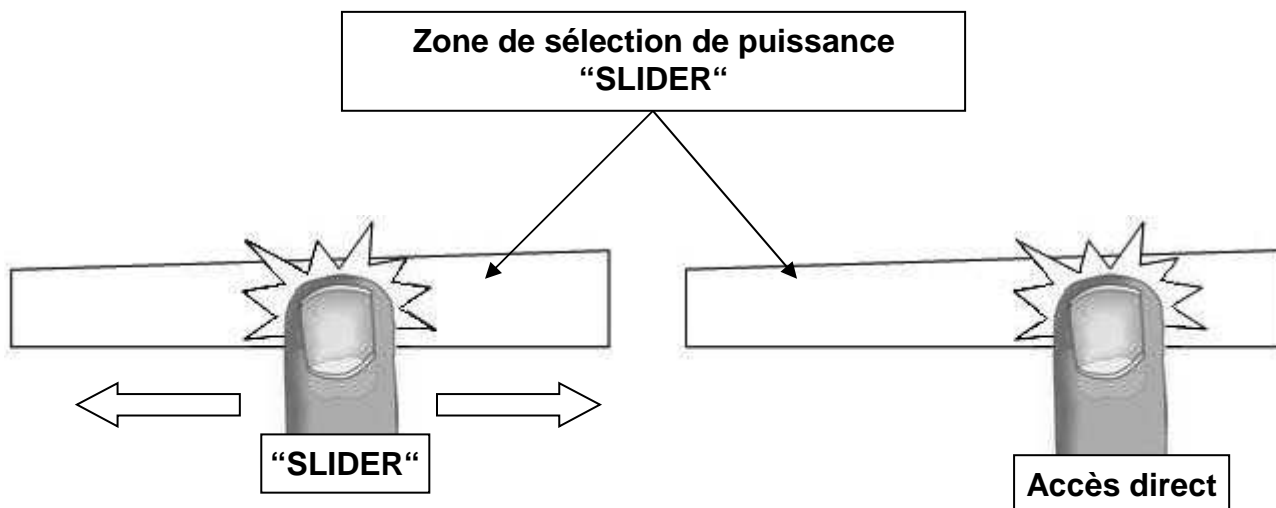 Zone de sélection de puissance
“SLIDER“
“SLIDER“
Accès direct